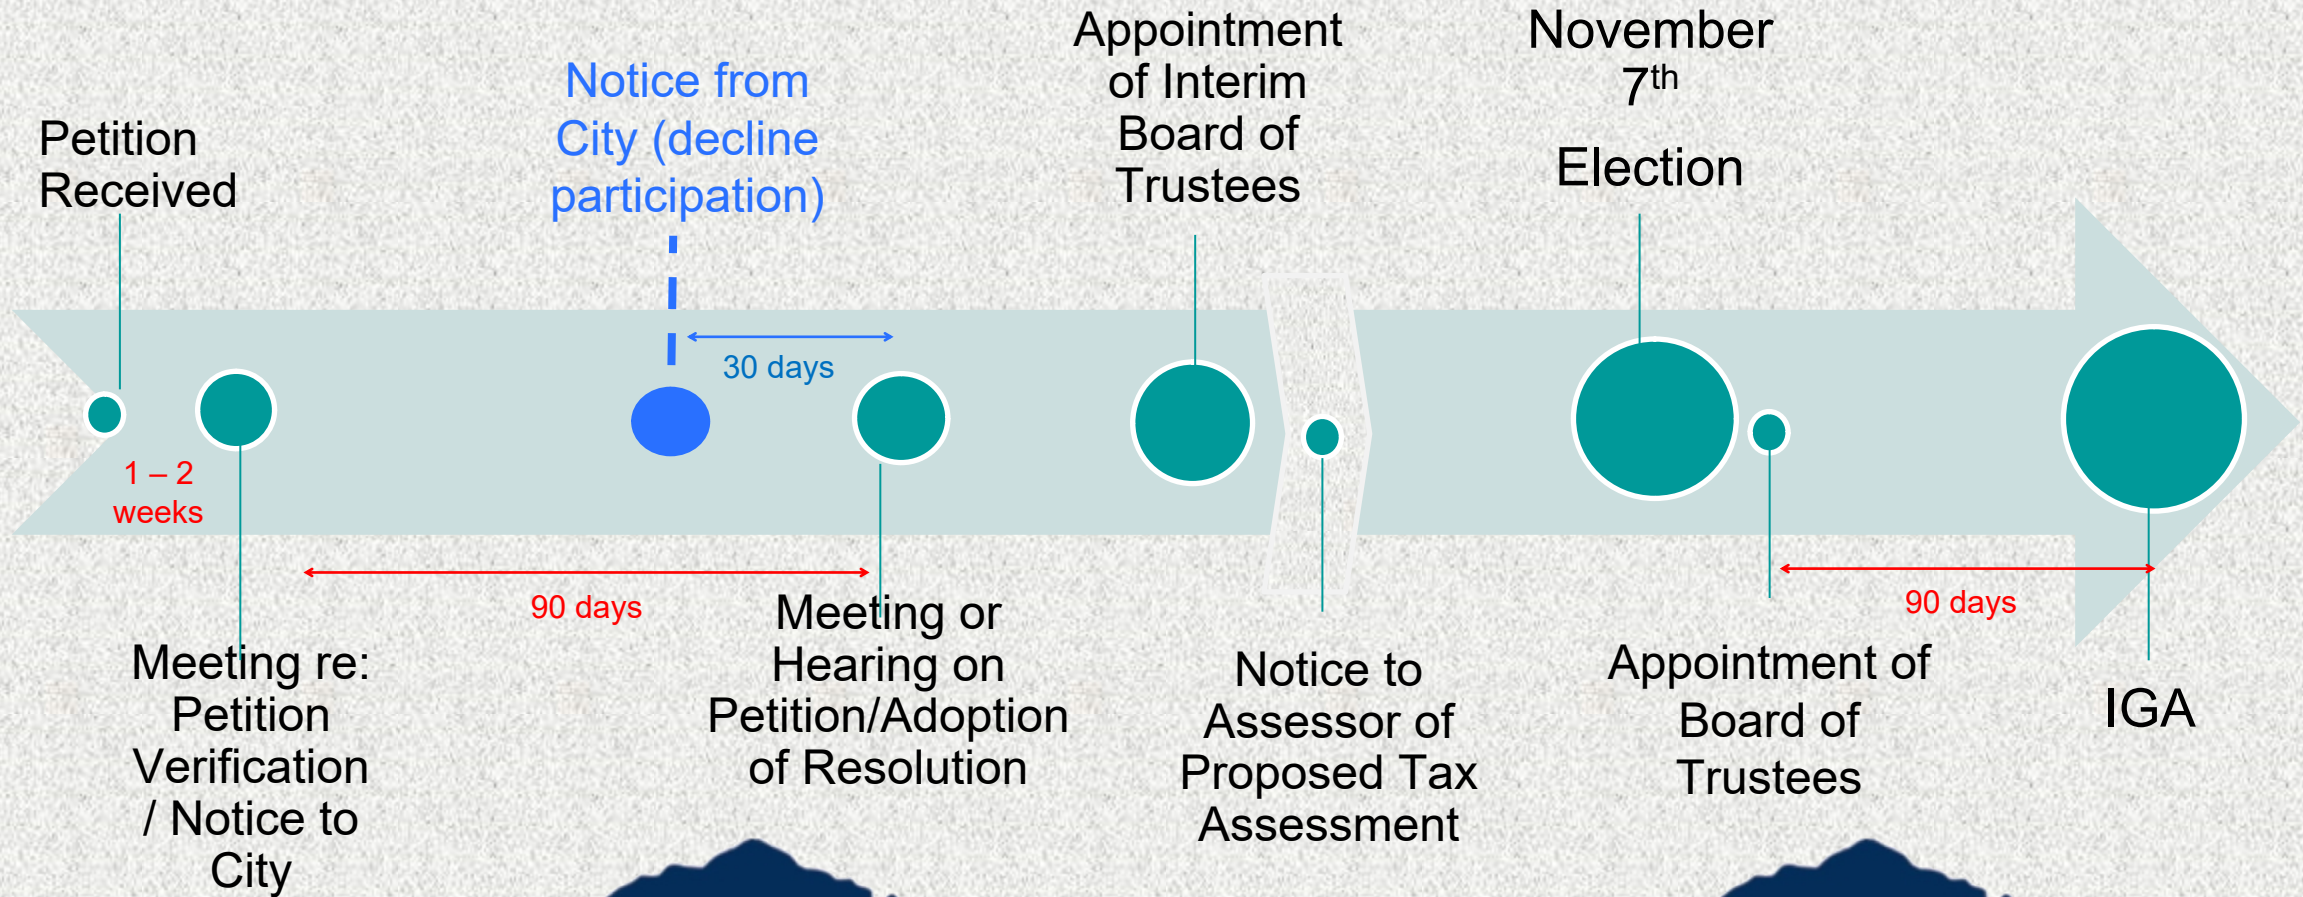 Petition
Received
Notice from
City (decline
participation)
Appointment
of Interim
Board of
Trustees
November
7th
Election
30 days
1 – 2
weeks
90 days
90 days
Meeting re:
Petition
Verification
/ Notice to
City
Meeting or
Hearing on
Petition/Adoption
of Resolution
Notice to
Assessor of
Proposed Tax
Assessment
Appointment of
Board of
Trustees
IGA